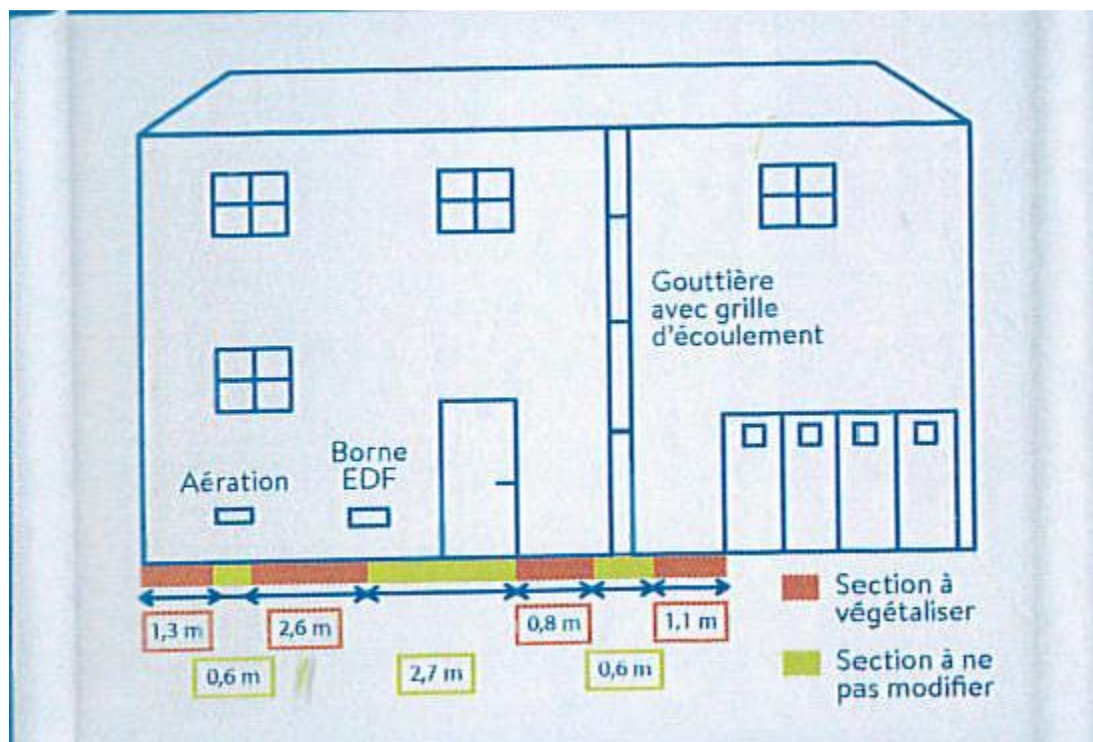 Gouttière
avec grille
d'écoulement
Borne
EDF
Aération
1,3 m
2,6 m
0,8 m
1,1 m
0,6 m
2,7 m
0,6 m
Section à
végétaliser
Section à ne
pas modifier